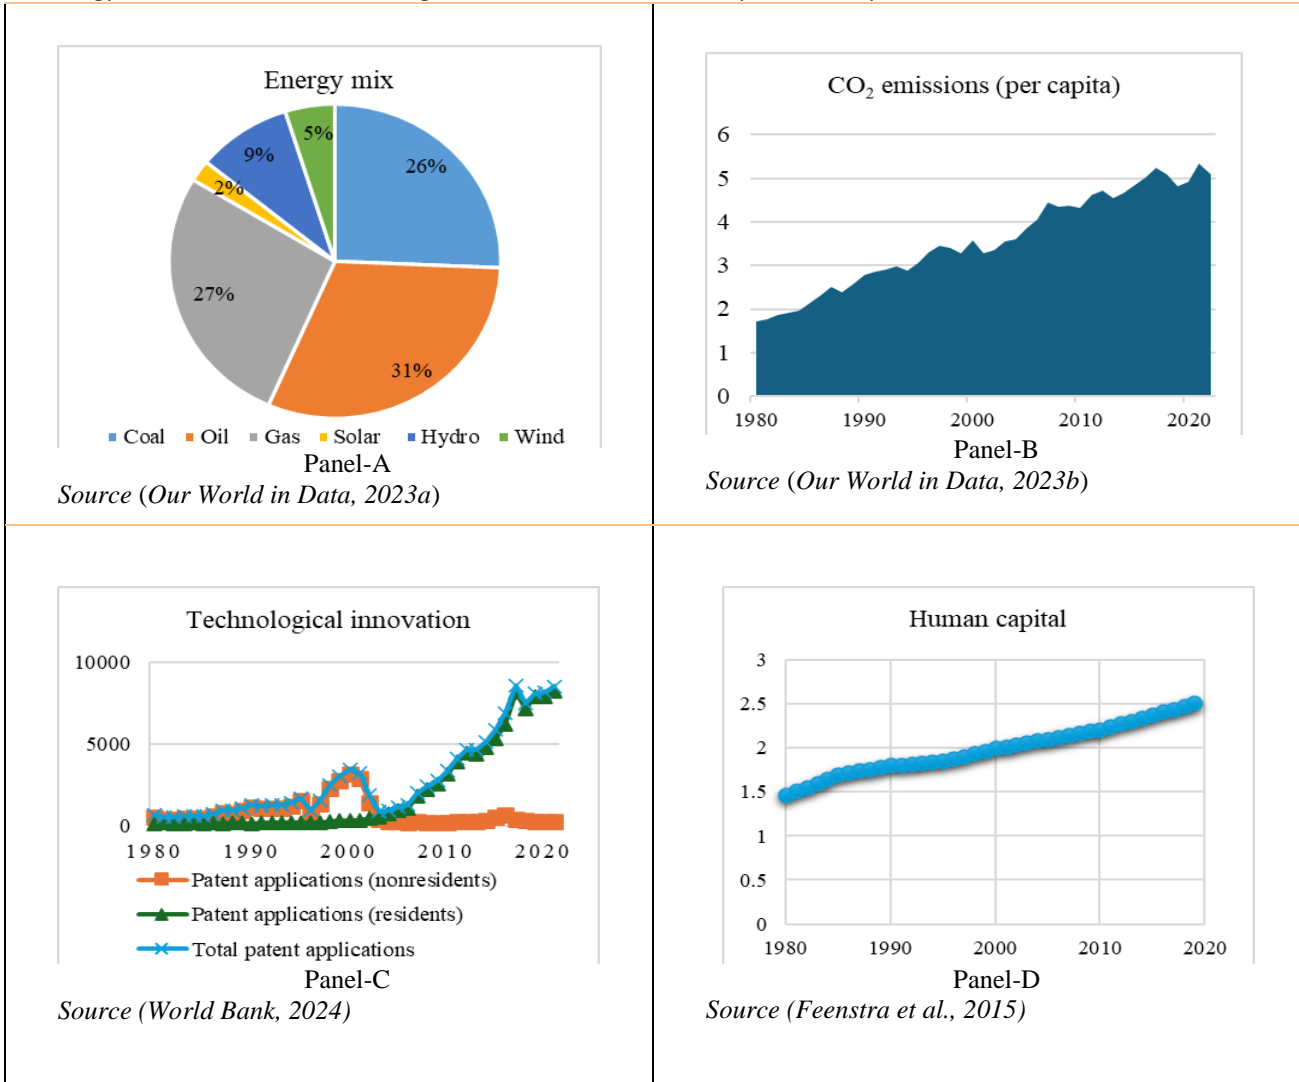 Energy mix
5%
9%
26%
2%
27%
31%
Coal Oil Gas Solar Hydro Wind
Panel-A
Source (Our World in Data, 2023a)
CO₂ emissions (per capita)
6
5
4
3
2
1
0
1980 1990 2000 2010 2020
Panel-B
Source (Our World in Data, 2023b)
Technological innovation
10000
5000
0
1980 1990 2000 2010 2020
Patent applications (nonresidents)
Patent applications (residents)
Total patent applications
Panel-C
Source (World Bank, 2024)
Human capital
3
2.5
2
1.5
1
0.5
0
1980 1990 2000 2010 2020
Panel-D
Source (Feenstra et al., 2015)